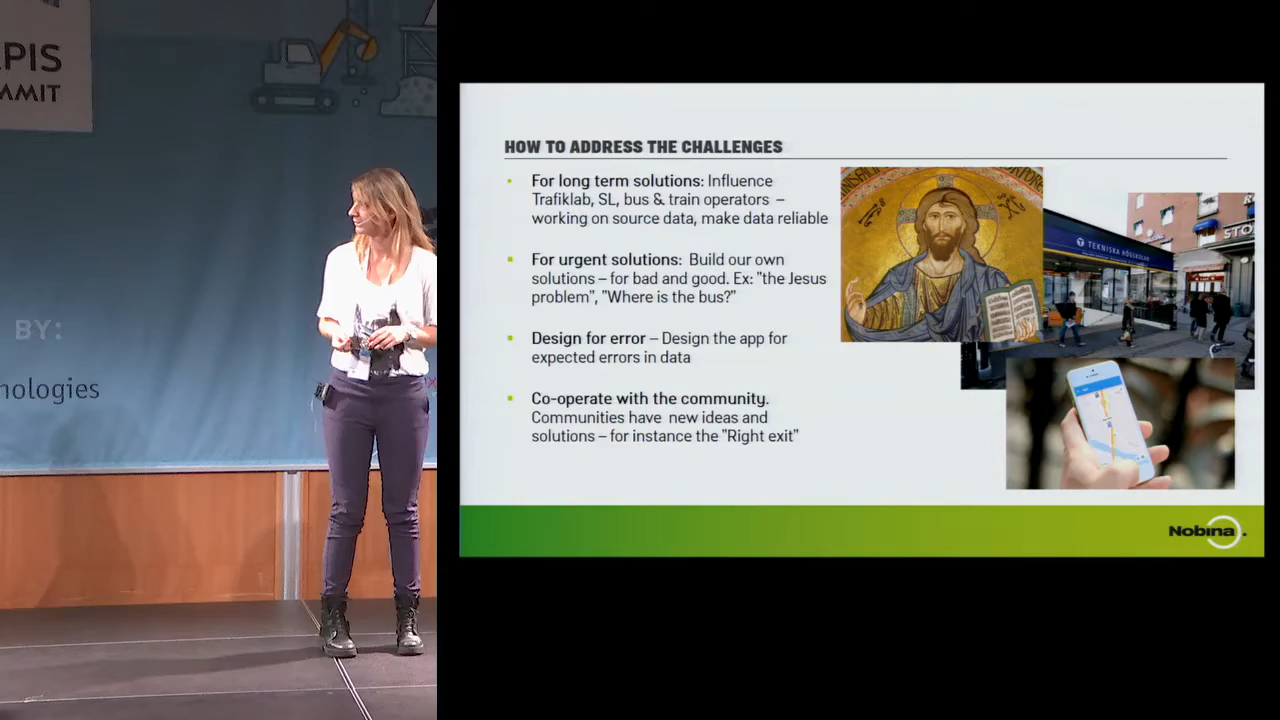 PIS
MMIT
BY:
nologies
HOW TO ADDRESS THE CHALLENGES
For long term solutions: Influence
Trafiklab, SL, bus & train operators –
working on source data, make data reliable
For urgent solutions: Build our own
solutions – for bad and good. Ex: "the Jesus
problem", "Where is the bus?"
Design for error – Design the app for
expected errors in data
Co-operate with the community.
Communities have new ideas and
solutions – for instance the "Right exit"
TEKNISKA HÖGSKOLAN
STO
Nobina